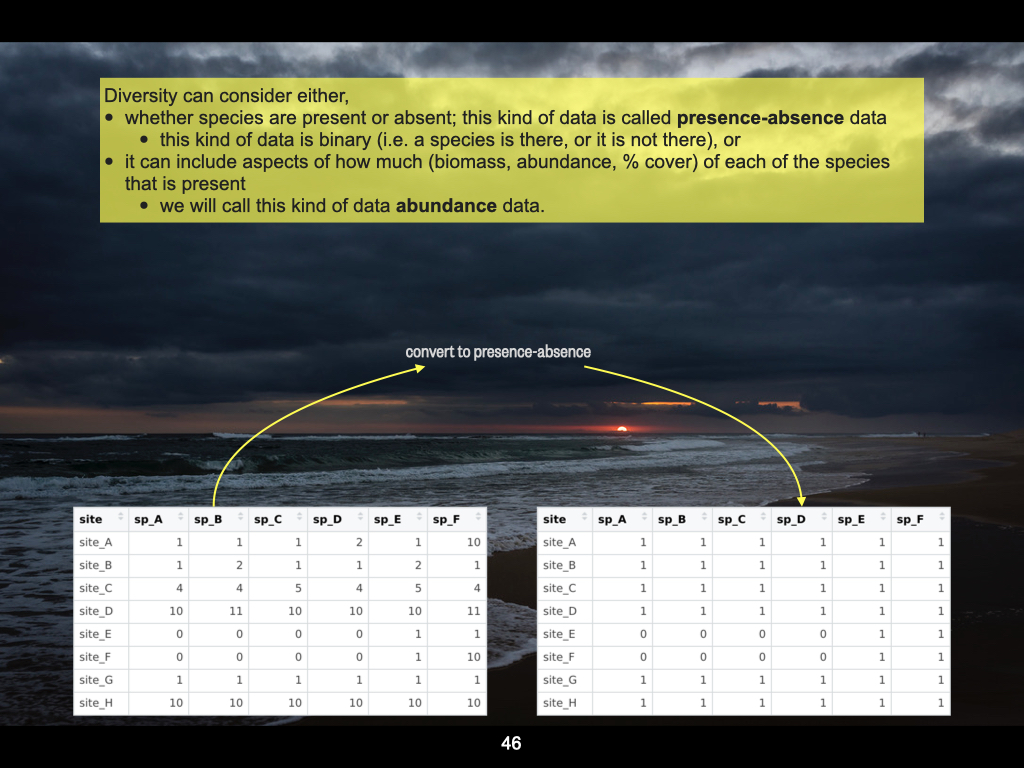 Diversity can consider either,
• whether species are present or absent; this kind of data is called presence-absence data
• this kind of data is binary (i.e. a species is there, or it is not there), or
• it can include aspects of how much (biomass, abundance, % cover) of each of the species
that is present
• we will call this kind of data abundance data.
convert to presence-absence
site sp_A sp_B sp_C sp_D sp_E sp_F
site_A 1 1 1 2 1 10
site_B 1 2 1 1 2 1
site_C 4 4 5 4 5 4
site_D 10 11 10 10 10 11
site_E 0 0 0 0 1 1
site_F 0 0 0 0 1 10
site_G 1 1 1 1 1 1
site_H 10 10 10 10 10 10
site sp_A sp_B sp_C sp_D sp_E sp_F
site_A 1 1 1 1 1 1
site_B 1 1 1 1 1 1
site_C 1 1 1 1 1 1
site_D 1 1 1 1 1 1
site_E 0 0 0 0 1 1
site_F 0 0 0 0 1 1
site_G 1 1 1 1 1 1
site_H 1 1 1 1 1 1
46